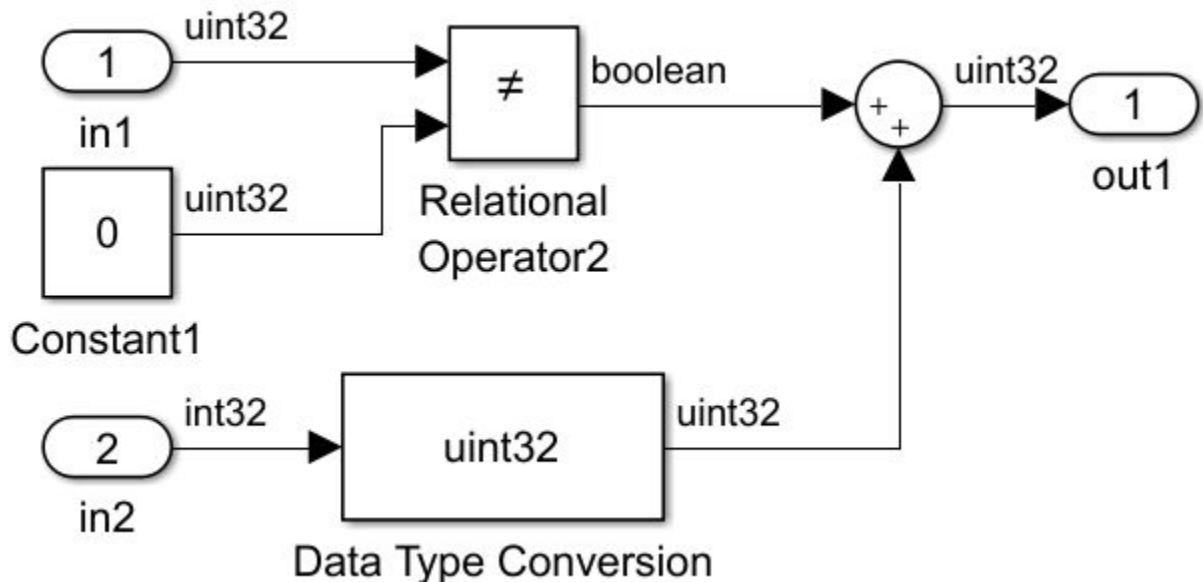 uint32
1
in1
≠
boolean
uint32
+
+
1
out1
uint32
0
Constant1
Relational
Operator2
int32
2
in2
uint32
uint32
Data Type Conversion